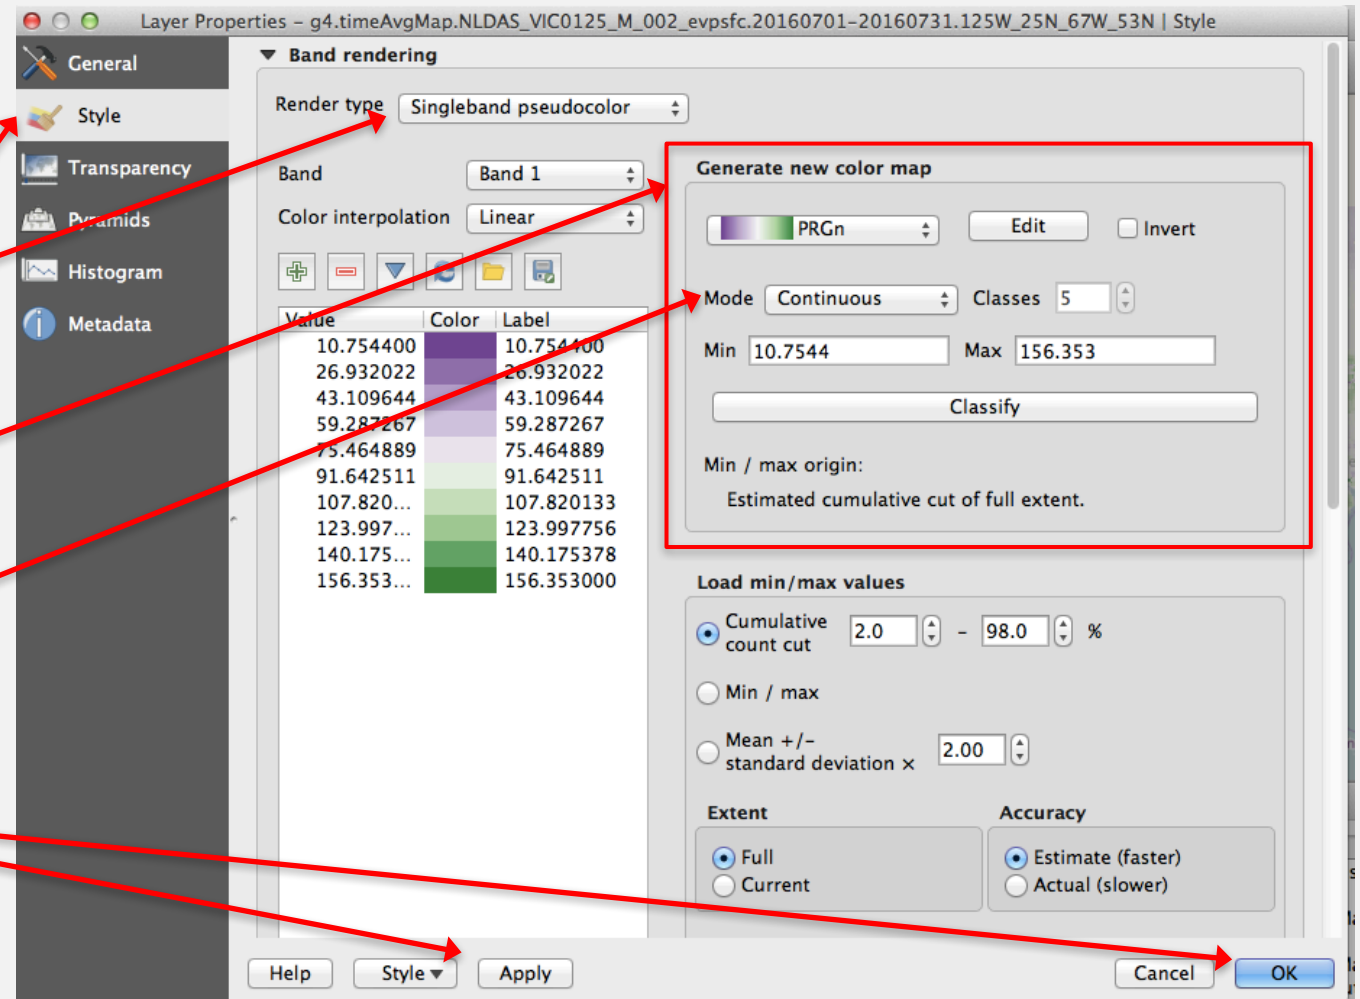 Layer Properties – g4.timeAvgMap.NLDAS_VIC0125_M_002_evpsfc.20160701–20160731.125W_25N_67W_53N | Style
General
Style
Transparency
Pyramids
Histogram
Metadata
Band rendering
Render type Singleband pseudocolor
Band Band 1
Color interpolation Linear
Value Color Label
10.754400 10.754400
26.932022 26.932022
43.109644 43.109644
59.287267 59.287267
75.464889 75.464889
91.642511 91.642511
107.820... 107.820133
123.997... 123.997756
140.175... 140.175378
156.353... 156.353000
Generate new color map
PRGn Edit Invert
Mode Continuous Classes 5
Min 10.7544 Max 156.353
Classify
Min / max origin:
Estimated cumulative cut of full extent.
Load min/max values
Cumulative
count cut 2.0 – 98.0 %
Min / max
Mean +/–
standard deviation × 2.00
Extent
Full
Current
Accuracy
Estimate (faster)
Actual (slower)
Help Style Apply Cancel OK